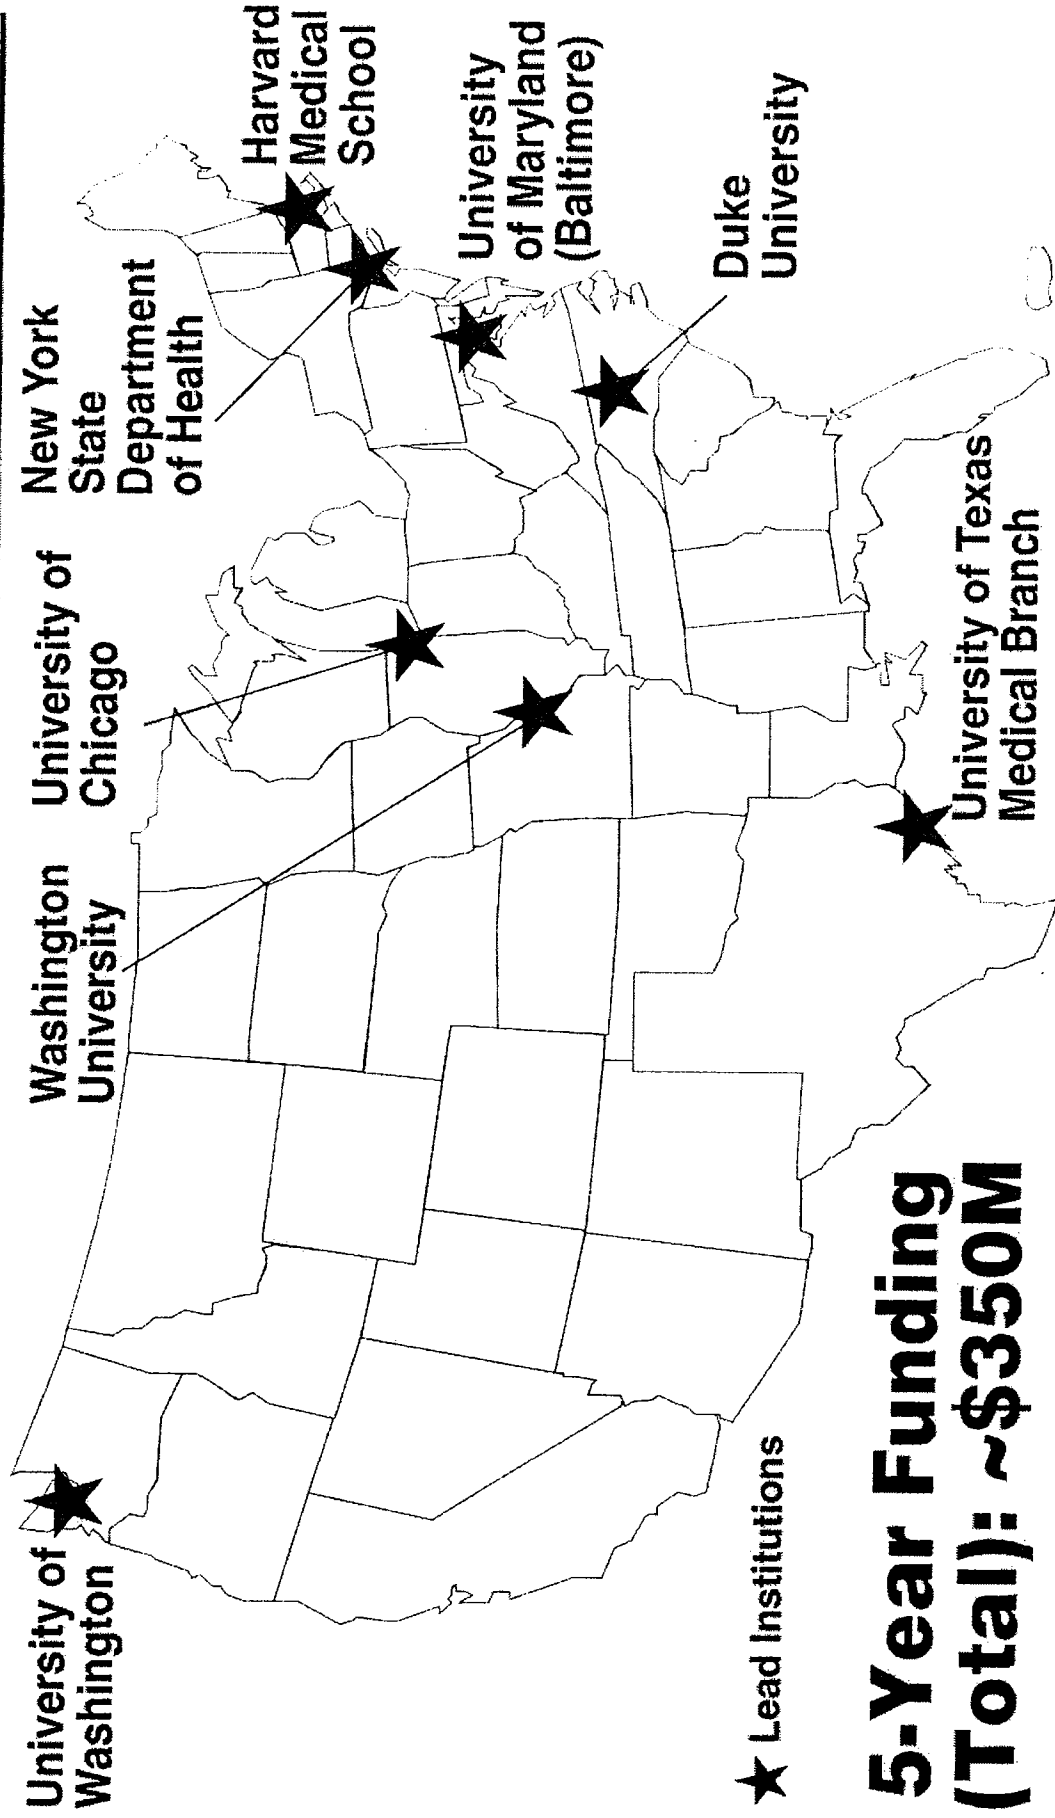 University of
Washington
Washington
University
University of
Chicago
New York
State
Department
of Health
Harvard
Medical
School
University
of Maryland
(Baltimore)
Duke
University
University of Texas
Medical Branch
★ Lead Institutions
5-Year Funding
(Total): ~$350M